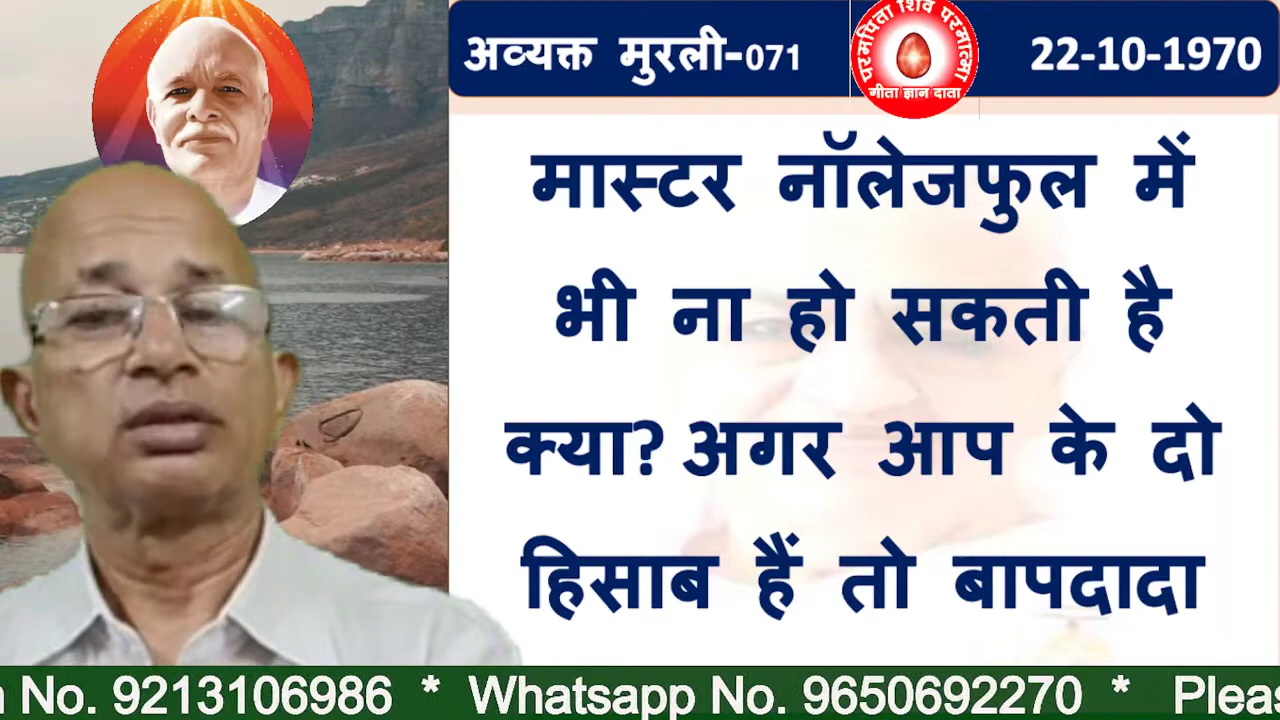 अव्यक्त मुरली-071
परमपिता शिव परमात्मा
गीता ज्ञान दाता
22-10-1970
मास्टर नॉलेजफुल में
भी ना हो सकती है
क्या? अगर आप के दो
हिसाब हैं तो बापदादा
No. 9213106986 * Whatsapp No. 9650692270 *